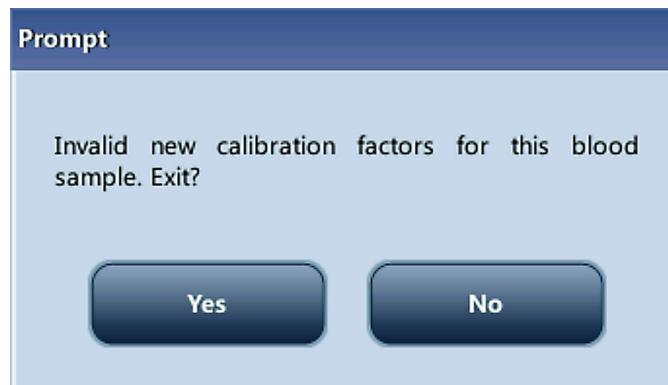 Prompt
Invalid new calibration factors for this blood
sample. Exit?
Yes
No